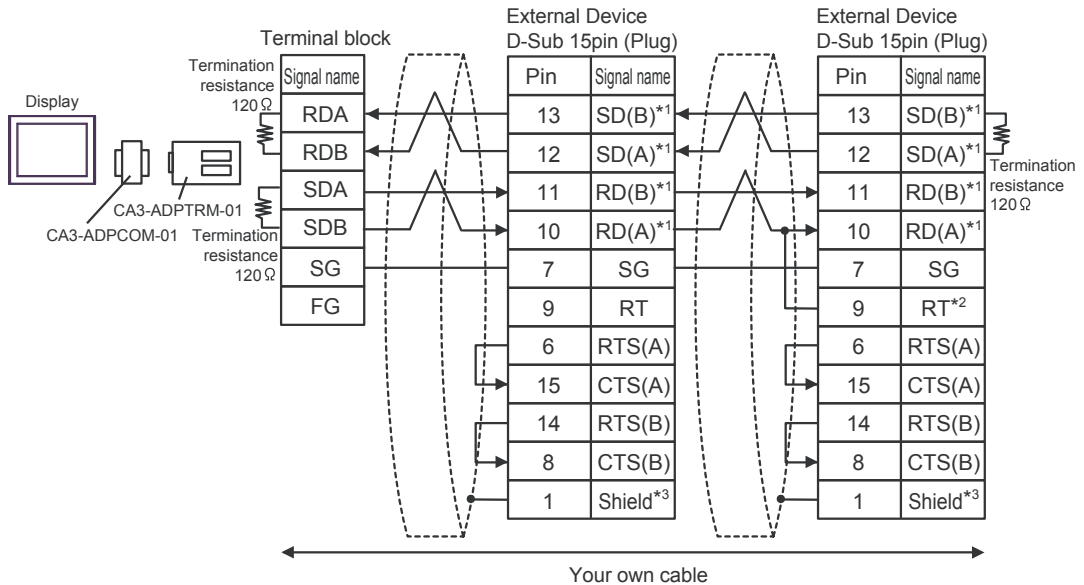 External Device
D-Sub 15pin (Plug)
External Device
D-Sub 15pin (Plug)
Terminal block
Termination
resistance
120Ω
Display
CA3-ADPTRM-01
CA3-ADPCOM-01
Termination
resistance
120Ω
Signal name
RDA
RDB
SDA
SDB
SG
FG
Pin Signal name
13 SD(B)*1
12 SD(A)*1
11 RD(B)*1
10 RD(A)*1
7 SG
9 RT
6 RTS(A)
15 CTS(A)
14 RTS(B)
8 CTS(B)
1 Shield*3
Pin Signal name
13 SD(B)*1
12 SD(A)*1
11 RD(B)*1
10 RD(A)*1
7 SG
9 RT*2
6 RTS(A)
15 CTS(A)
14 RTS(B)
8 CTS(B)
1 Shield*3
Termination
resistance
120Ω
Your own cable